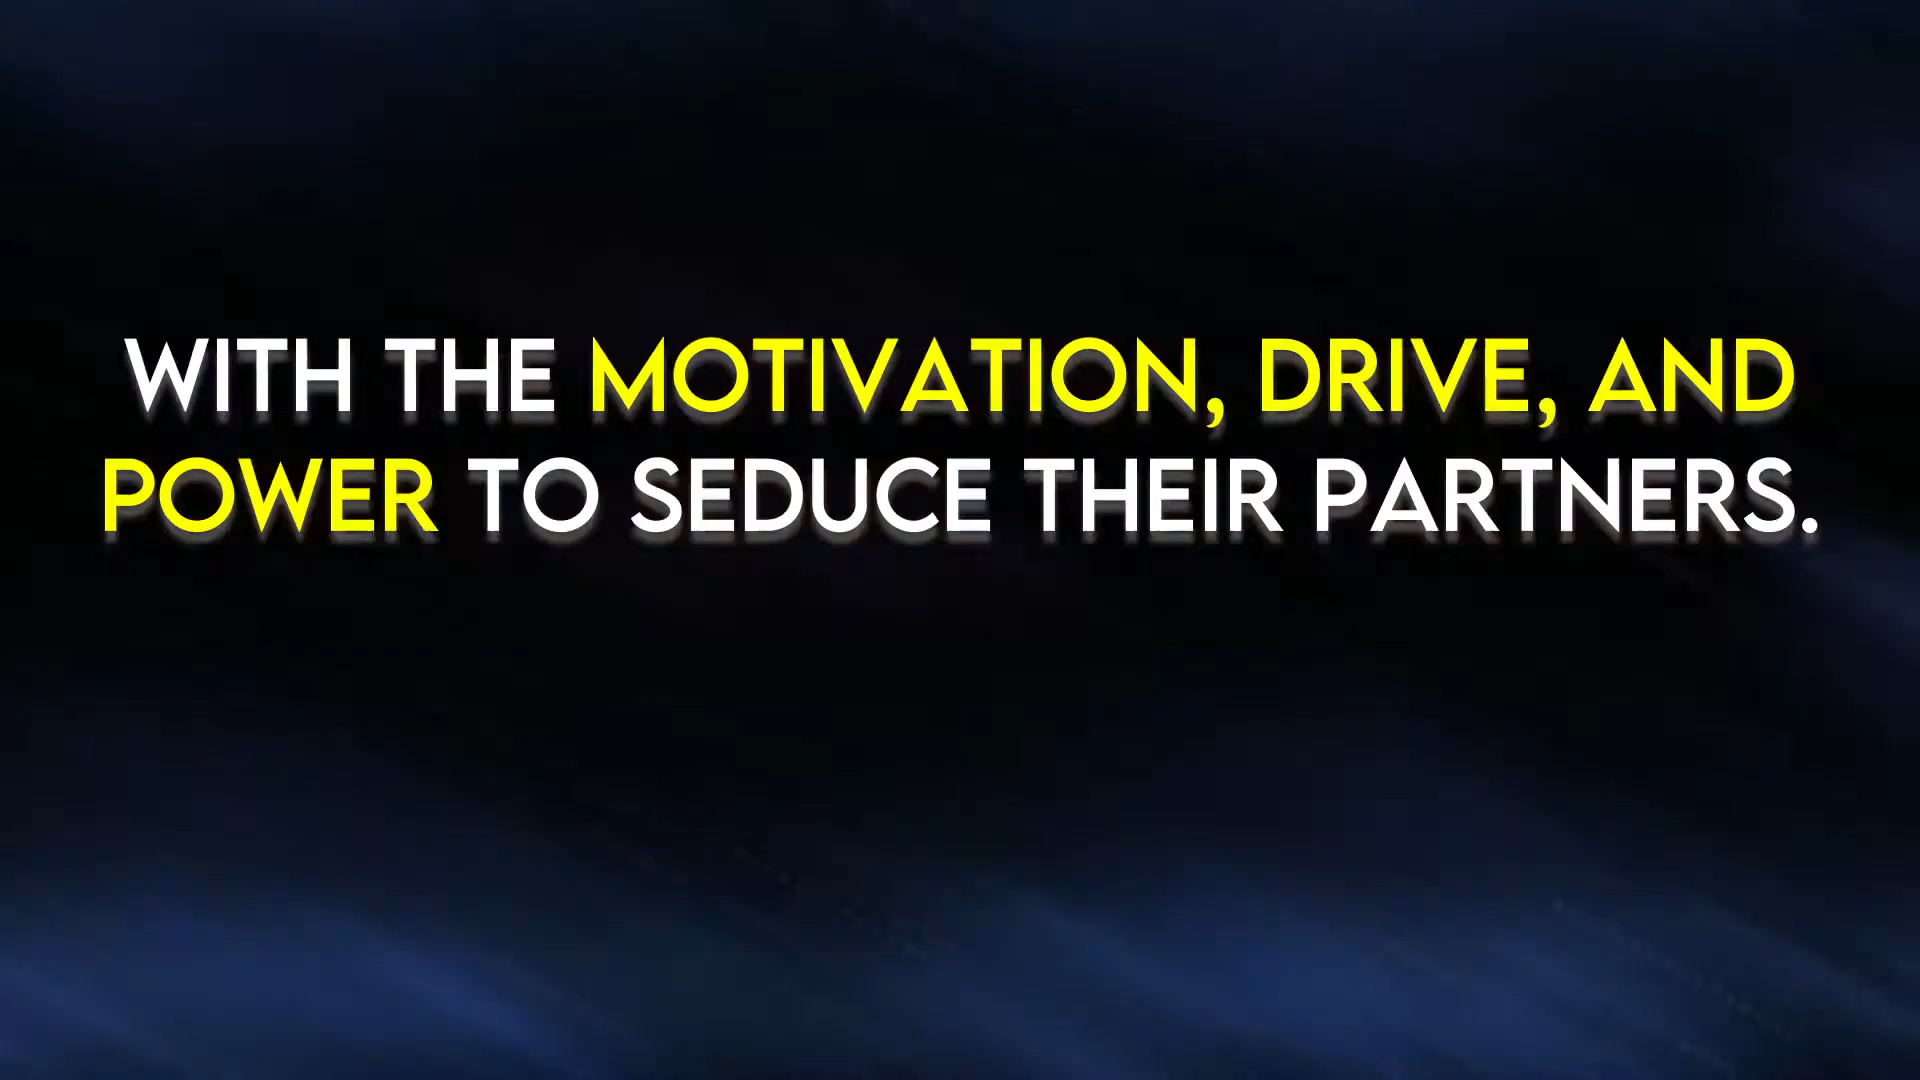 WITH THE MOTIVATION, DRIVE, AND
POWER TO SEDUCE THEIR PARTNERS.